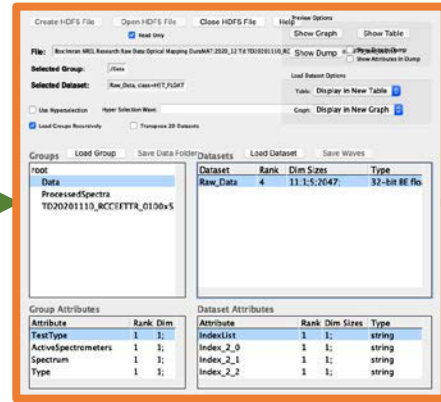 Create HDF5 File Open HDF5 File Close HDF5 File Help
Read Only
Preview Options
Show Graph Show Table
Show Dump
Show Attributes in Dump
File:
Selected Group: /Data
Selected Dataset: Raw_Data, class=H5T_FLOAT
Load Dataset Options
Table: Display in New Table
Graph: Display in New Graph
Use Hyperselection Hyper Selection Wave:
Load Groups Recursively Transpose 2D Datasets
Groups Load Group Save Data Folder
Datasets Load Dataset Save Waves
root
Data
ProcessedSpectra
TD20201110_RCCEFTTR_0100x5
Dataset Rank Dim Sizes Type
Raw_Data 4 11;1;5;2047; 32-bit BE flo
Group Attributes
Attribute Rank Dim
TestType 1 1;
ActiveSpectrometers 1 1;
Spectrum 1 1;
Type 1 1;
Dataset Attributes
Attribute Rank Dim Sizes Type
IndexList 1 1; string
Index_2_0 1 1; string
Index_2_1 1 1; string
Index_2_2 1 1; string